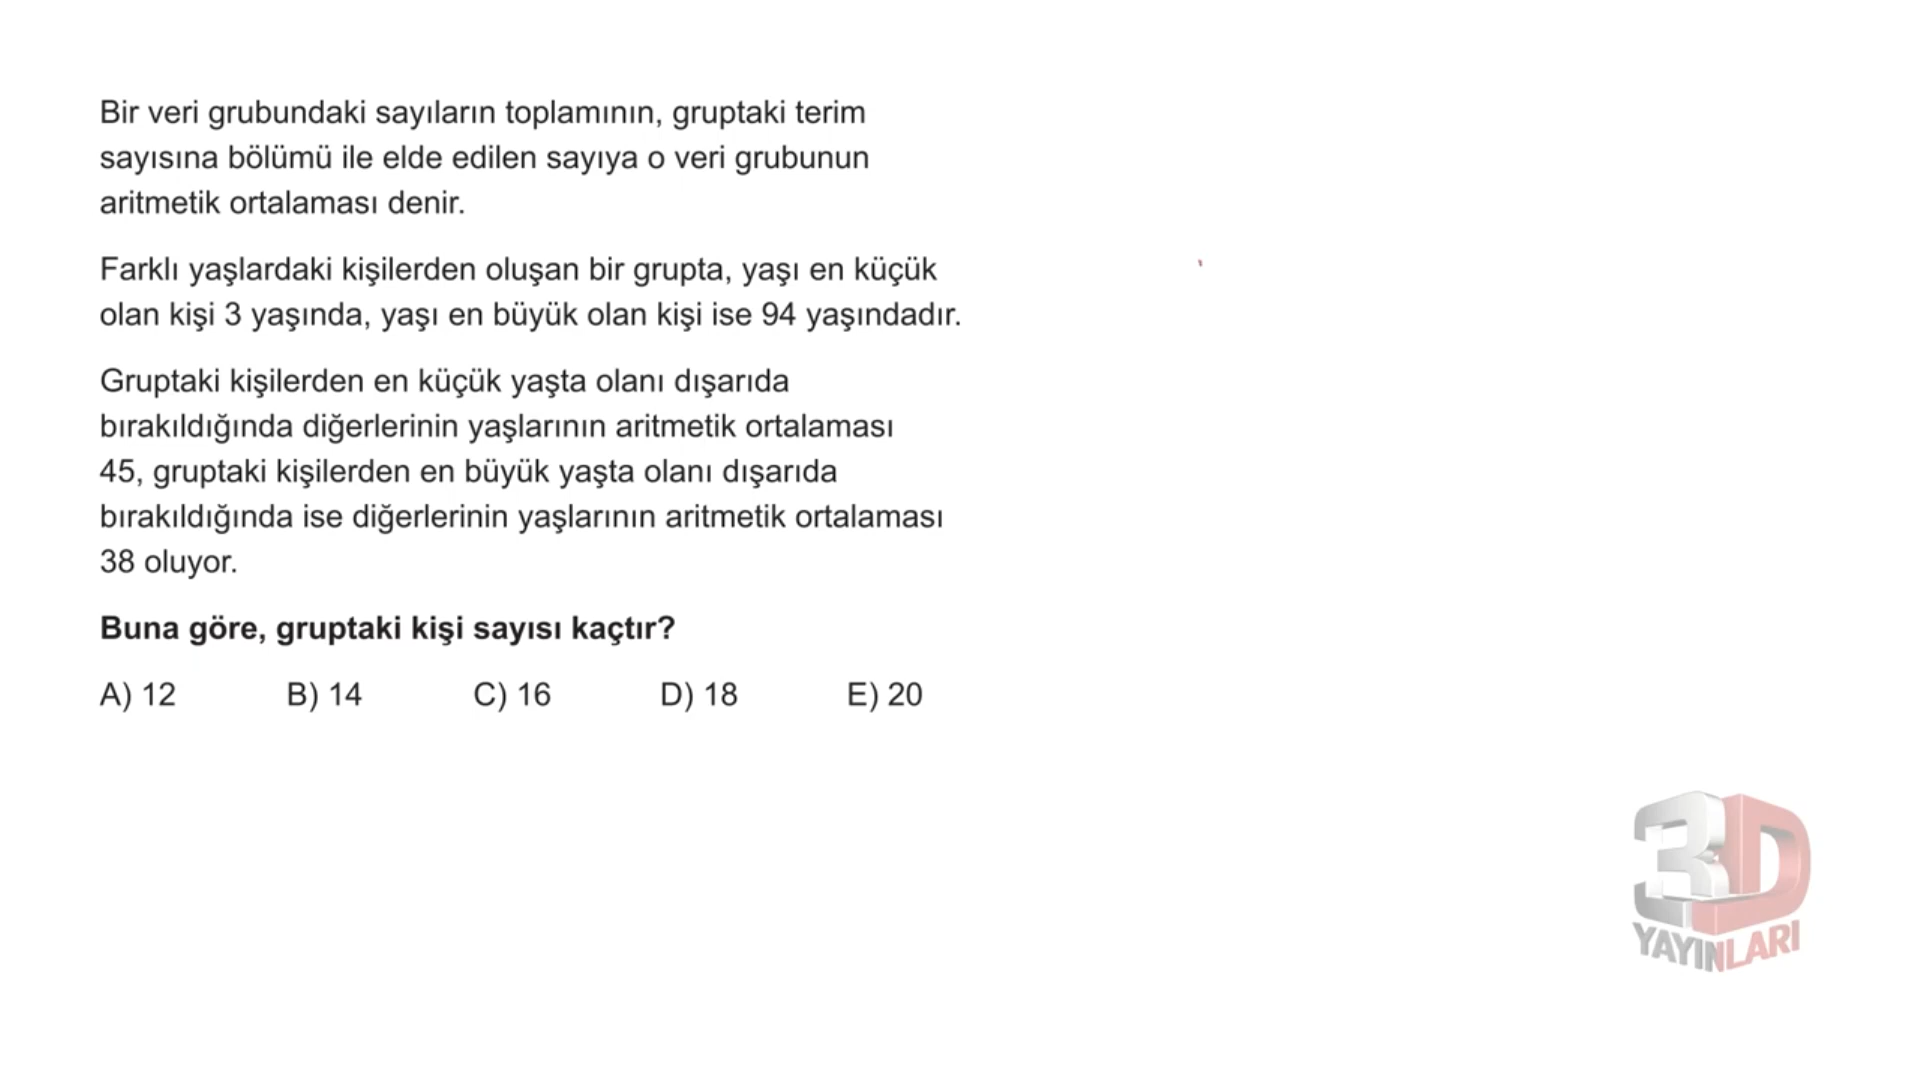 Bir veri grubundaki sayıların toplamının, gruptaki terim
sayısına bölümü ile elde edilen sayıya o veri grubunun
aritmetik ortalaması denir.
Farklı yaşlardaki kişilerden oluşan bir grupta, yaşı en küçük
olan kişi 3 yaşında, yaşı en büyük olan kişi ise 94 yaşındadır.
Gruptaki kişilerden en küçük yaşta olanı dışarıda
bırakıldığında diğerlerinin yaşlarının aritmetik ortalaması
45, gruptaki kişilerden en büyük yaşta olanı dışarıda
bırakıldığında ise diğerlerinin yaşlarının aritmetik ortalaması
38 oluyor.
Buna göre, gruptaki kişi sayısı kaçtır?
A) 12 B) 14 C) 16 D) 18 E) 20
3D
YAYINLARI